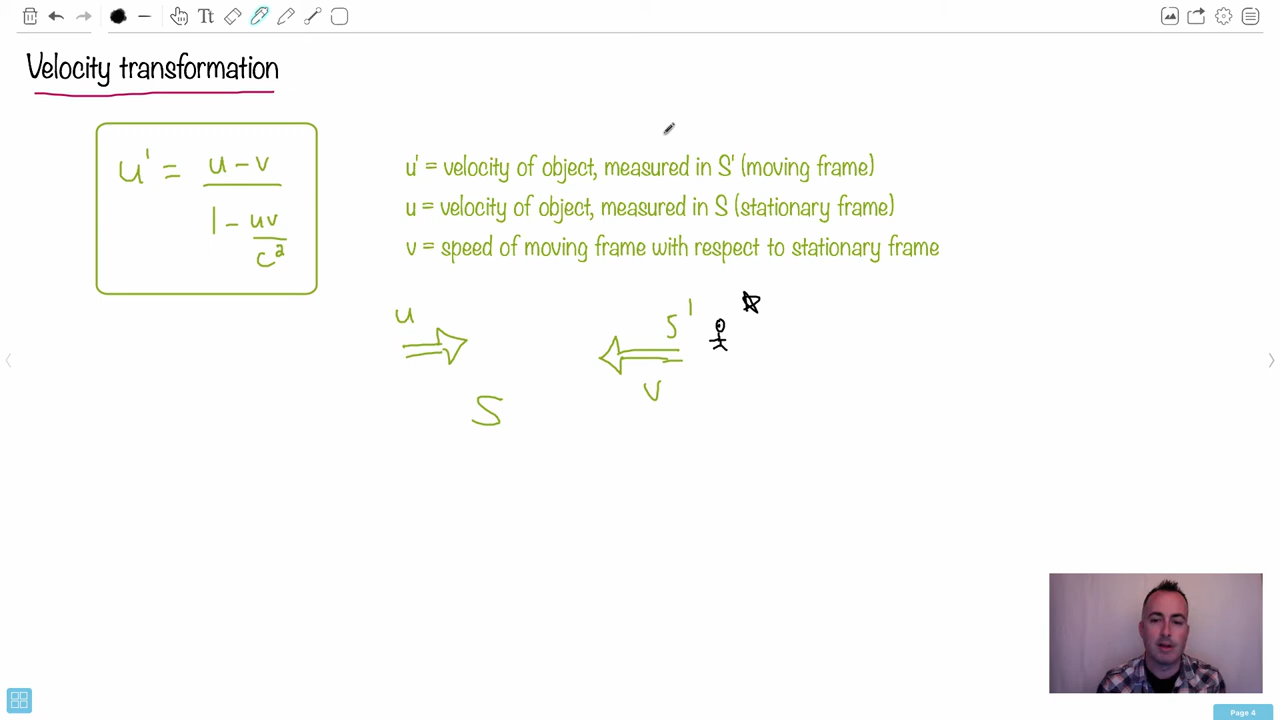 Tt
Velocity transformation
u' = u - v
1 - uv
c²
u' = velocity of object, measured in S' (moving frame)
u = velocity of object, measured in S (stationary frame)
v = speed of moving frame with respect to stationary frame
u
S'
v
S
Page 4